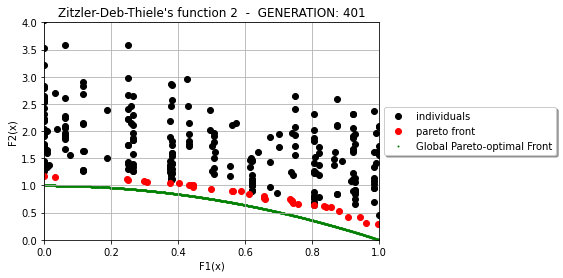 Zitzler-Deb-Thiele's function 2 - GENERATION: 401
4.0
3.5
3.0
2.5
2.0
1.5
1.0
0.5
0.0
F2(x)
0.0 0.2 0.4 0.6 0.8 1.0
F1(x)
individuals
pareto front
Global Pareto-optimal Front